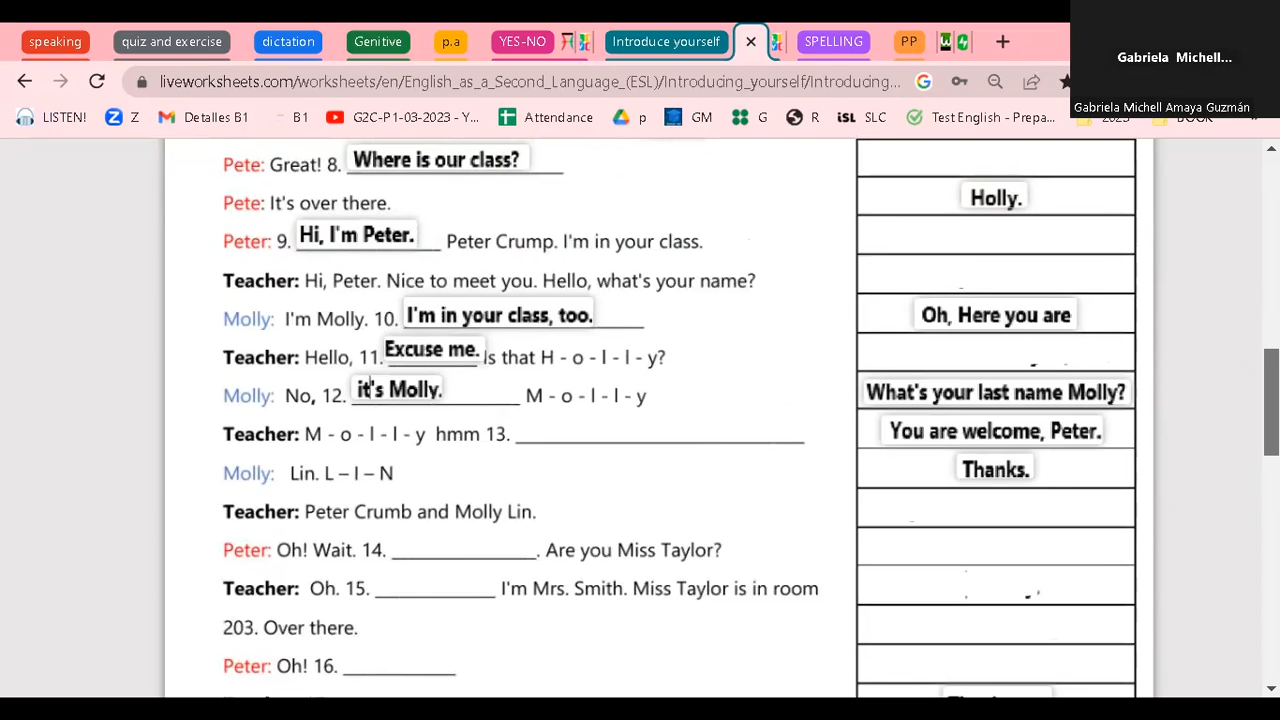 speaking quiz and exercise dictation Genitive p.a YES-NO Introduce yourself SPELLING PP
liveworksheets.com/worksheets/en/English_as_a_Second_Language_(ESL)/Introducing_yourself/Introducing...
Gabriela Michell...
Gabriela Michell Amaya Guzmán
LISTEN! Z Detalles B1 B1 G2C-P1-03-2023 - Y... Attendance p GM G R iSL SLC Test English - Prepa...
Pete: Great! 8. Where is our class?
Pete: It's over there.
Peter: 9. Hi, I'm Peter. Peter Crump. I'm in your class.
Teacher: Hi, Peter. Nice to meet you. Hello, what's your name?
Molly: I'm Molly. 10. I'm in your class, too.
Teacher: Hello, 11. Excuse me. Is that H - o - l - l - y?
Molly: No, 12. it's Molly. M - o - l - l - y
Teacher: M - o - l - l - y hmm 13. ____
Molly: Lin. L – I – N
Teacher: Peter Crumb and Molly Lin.
Peter: Oh! Wait. 14. ____. Are you Miss Taylor?
Teacher: Oh. 15. ____ I'm Mrs. Smith. Miss Taylor is in room
203. Over there.
Peter: Oh! 16. ____
Holly.
Oh, Here you are
What's your last name Molly?
You are welcome, Peter.
Thanks.